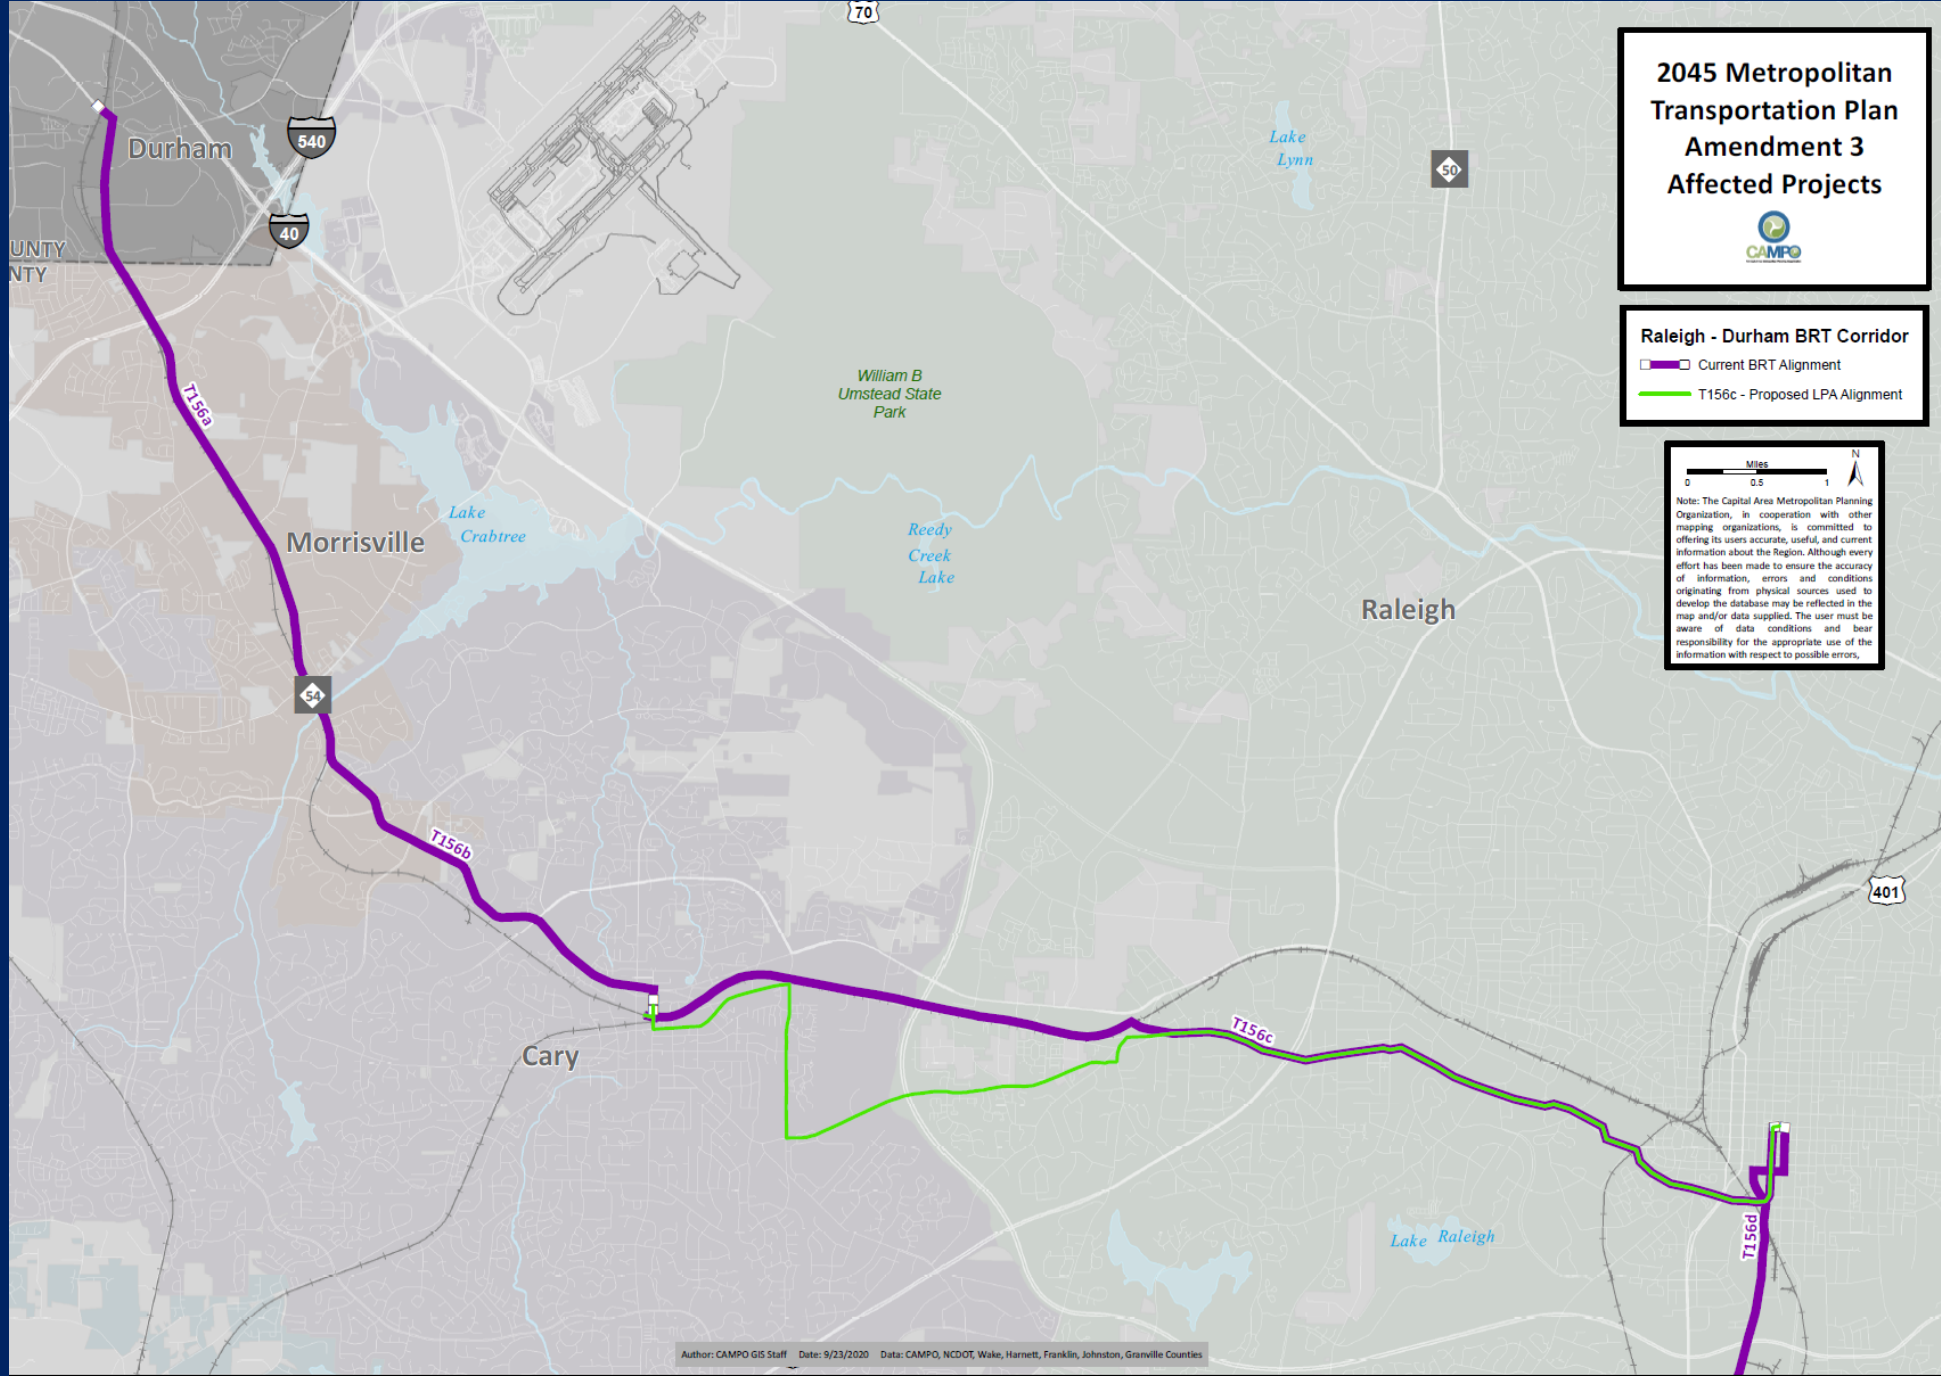 70
2045 Metropolitan
Transportation Plan
Amendment 3
Affected Projects
CAMPO
Durham
540
40
UNTY
NTY
Lake
Lynn
50
Raleigh - Durham BRT Corridor
Current BRT Alignment
T156c - Proposed LPA Alignment
William B
Umstead State
Park
T156a
Miles
N
0 0.5 1
Note: The Capital Area Metropolitan Planning
Organization, in cooperation with other
mapping organizations, is committed to
offering its users accurate, useful, and current
information about the Region. Although every
effort has been made to ensure the accuracy
of information, errors and conditions
originating from physical sources used to
develop the database may be reflected in the
map and/or data supplied. The user must be
aware of data conditions and bear
responsibility for the appropriate use of the
information with respect to possible errors,
Lake
Crabtree
Morrisville
Reedy
Creek
Lake
Raleigh
54
T156b
401
Cary
T156c
T156d
Lake Raleigh
Author: CAMPO GIS Staff Date: 9/23/2020 Data: CAMPO, NCDOT, Wake, Harnett, Franklin, Johnston, Granville Counties